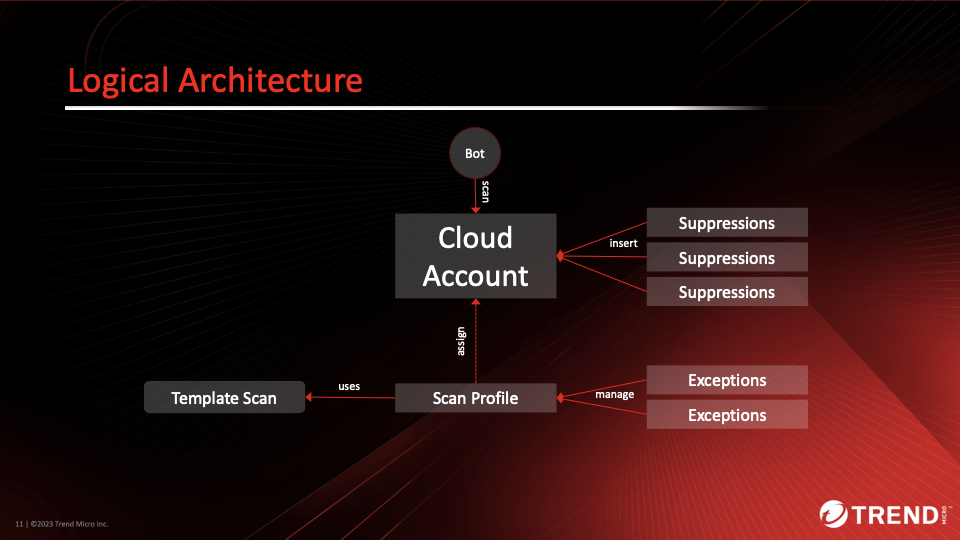 Logical Architecture
Bot
scan
Cloud
Account
Suppressions
insert
Suppressions
Suppressions
assign
Template Scan
uses
Scan Profile
manage
Exceptions
Exceptions
11 | ©2023 Trend Micro Inc.
TREND
MICRO